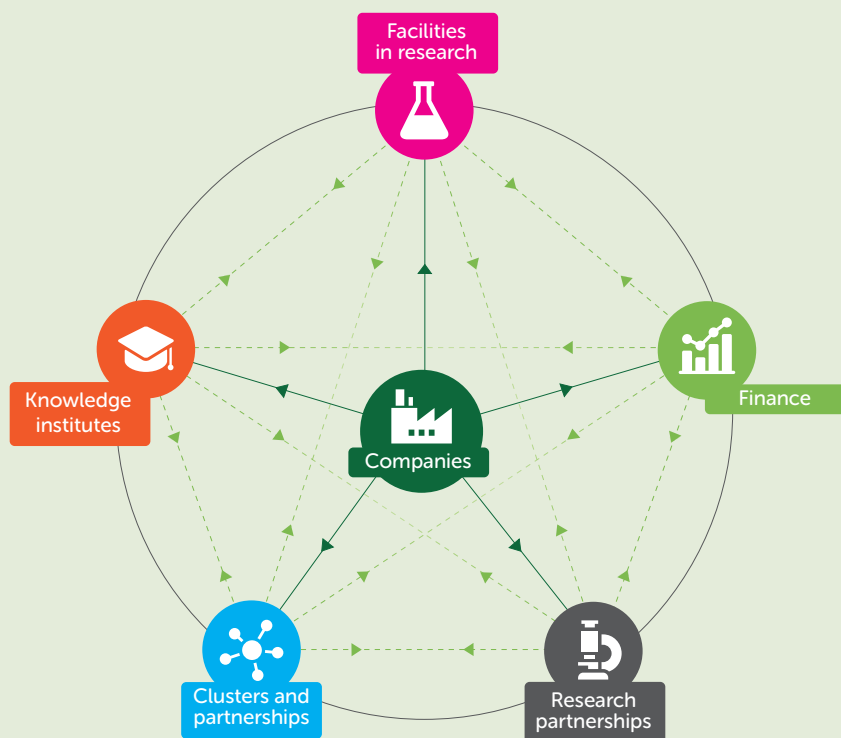 Facilities
in research
Knowledge
institutes
Finance
Companies
Clusters and
partnerships
Research
partnerships